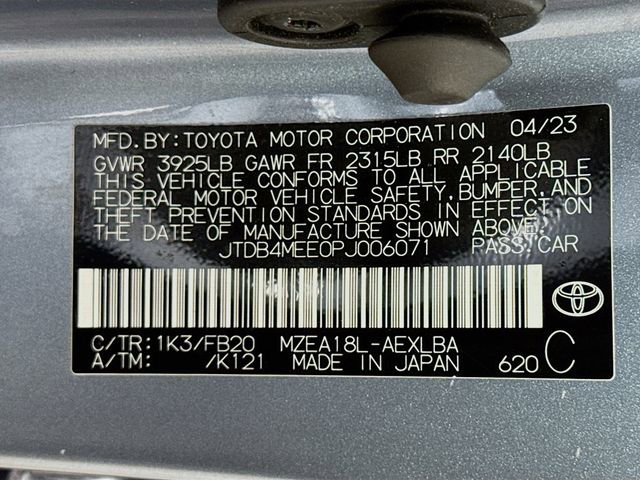 MFD.BY:TOYOTA MOTOR CORPORATION 04/23
GVWR 3925LB GAWR FR 2315LB RR 2140LB
THIS VEHICLE CONFORMS TO ALL APPLICABLE
FEDERAL MOTOR VEHICLE SAFETY,BUMPER,AND
THEFT PREVENTION STANDARDS IN EFFECT ON
THE DATE OF MANUFACTURE SHOWN ABOVE.
JTDB4MEE0PJ006071 PASS.CAR
C/TR:1K3/FB20 MZEA18L-AEXLBA
A/TM: /K121 MADE IN JAPAN 620 C